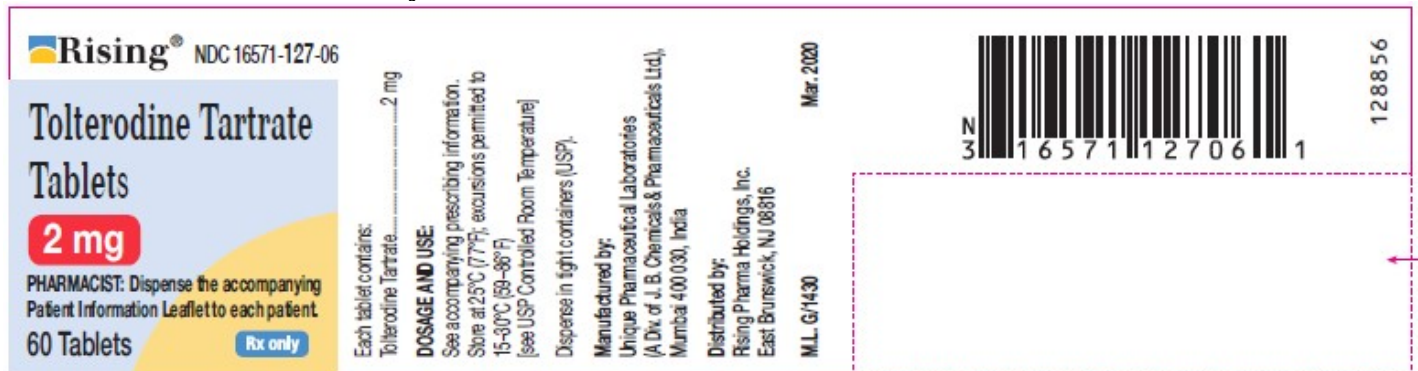 Rising® NDC 16571-127-06
Tolterodine Tartrate
Tablets
2 mg
PHARMACIST: Dispense the accompanying
Patient Information Leaflet to each patient.
60 Tablets
Rx only
Each tablet contains:
Tolterodine Tartrate..............................2 mg
DOSAGE AND USE:
See accompanying prescribing information.
Store at 25°C (77°F); excursions permitted to
15-30°C (59-86°F)
[see USP Controlled Room Temperature]
Dispense in tight containers (USP).
Manufactured by:
Unique Pharmaceutical Laboratories
(A Div. of J. B. Chemicals & Pharmaceuticals Ltd.),
Mumbai 400 030, India
Distributed by:
Rising Pharma Holdings, Inc.
East Brunswick, NJ 08816
M.L. G/1430 Mar. 2020
N
3 16571 12706 1
128856